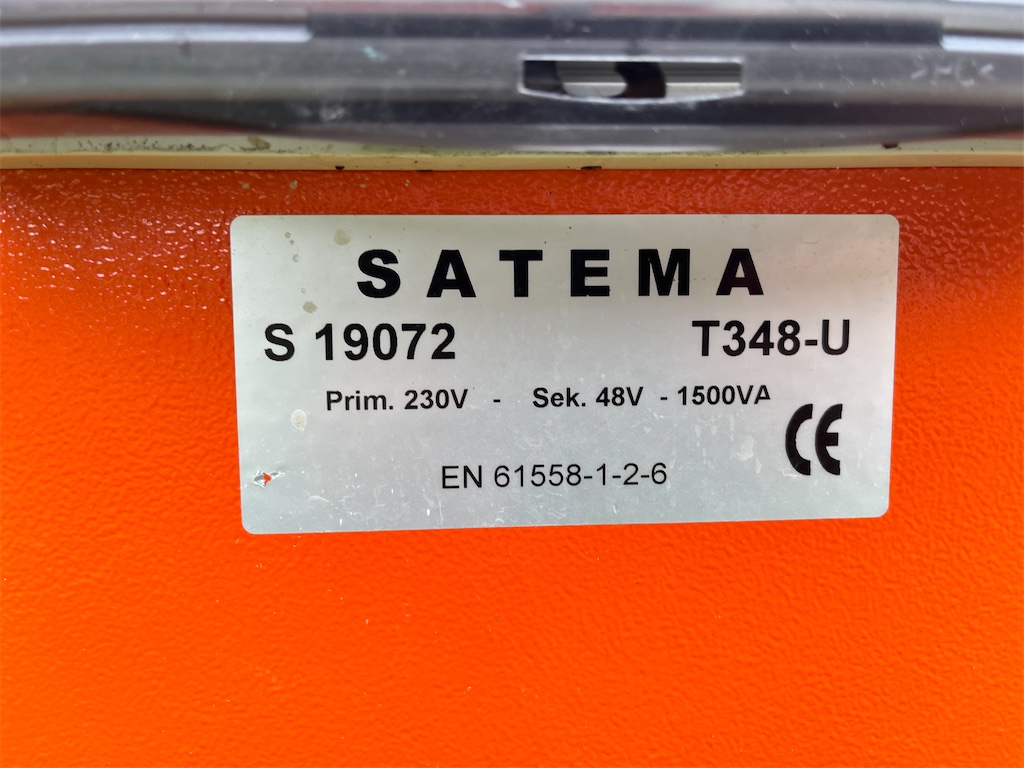 SATEMA
S 19072 T348-U
Prim. 230V - Sek. 48V - 1500VA
CE
EN 61558-1-2-6